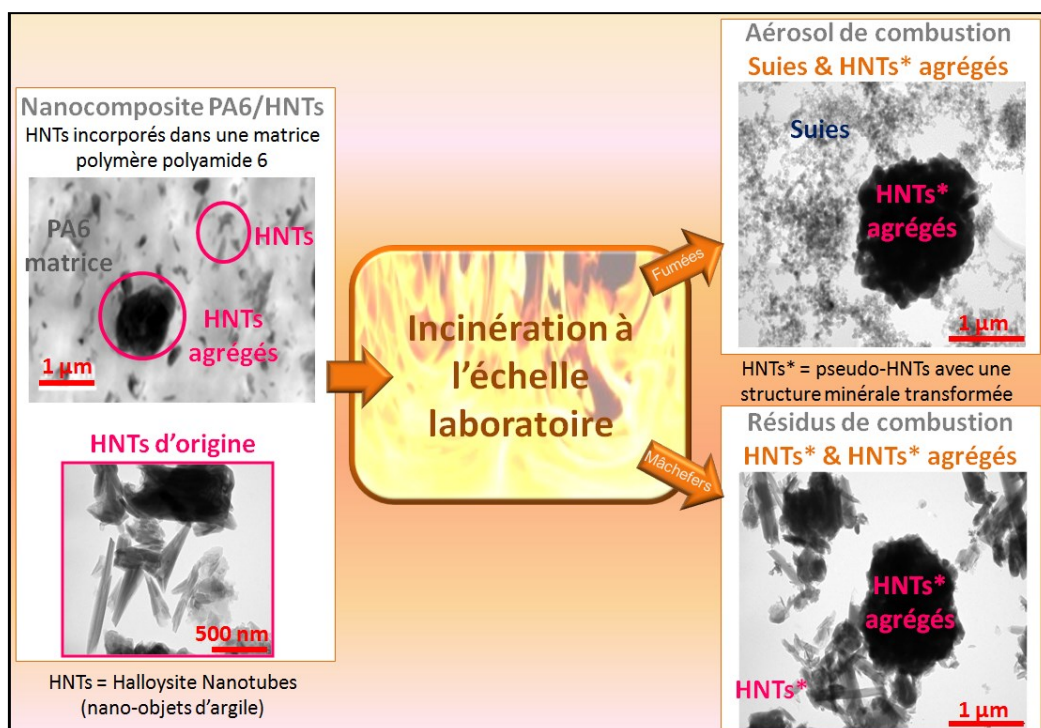 Nanocomposite PA6/HNTs
HNTs incorporés dans une matrice
polymère polyamide 6
PA6
matrice
HNTs
HNTs
agrégés
1 µm
HNTs d'origine
500 nm
HNTs = Halloysite Nanotubes
(nano-objets d'argile)
Incinération à
l'échelle
laboratoire
Fumées
Mâchefers
Aérosol de combustion
Suies & HNTs* agrégés
Suies
HNTs*
agrégés
1 µm
HNTs* = pseudo-HNTs avec une
structure minérale transformée
Résidus de combustion
HNTs* & HNTs* agrégés
HNTs*
agrégés
HNTs*
1 µm